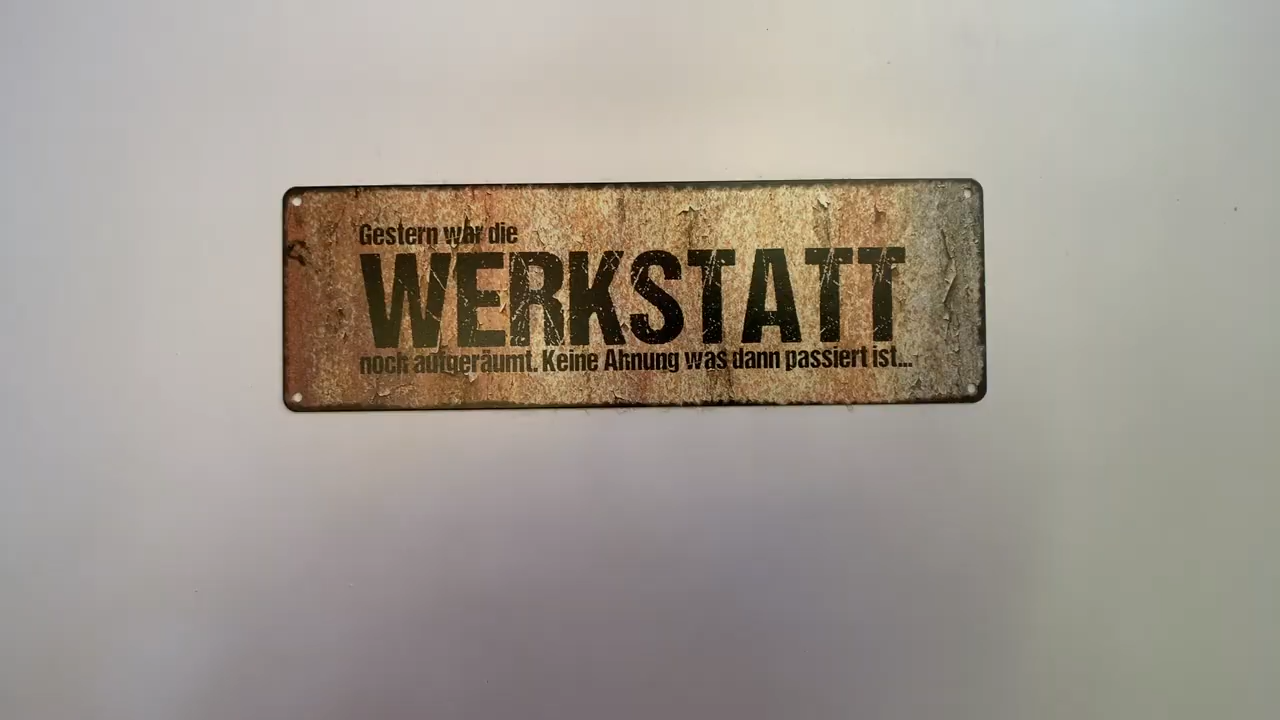 Gestern war die
WERKSTATT
noch aufgeräumt. Keine Ahnung was dann passiert ist...